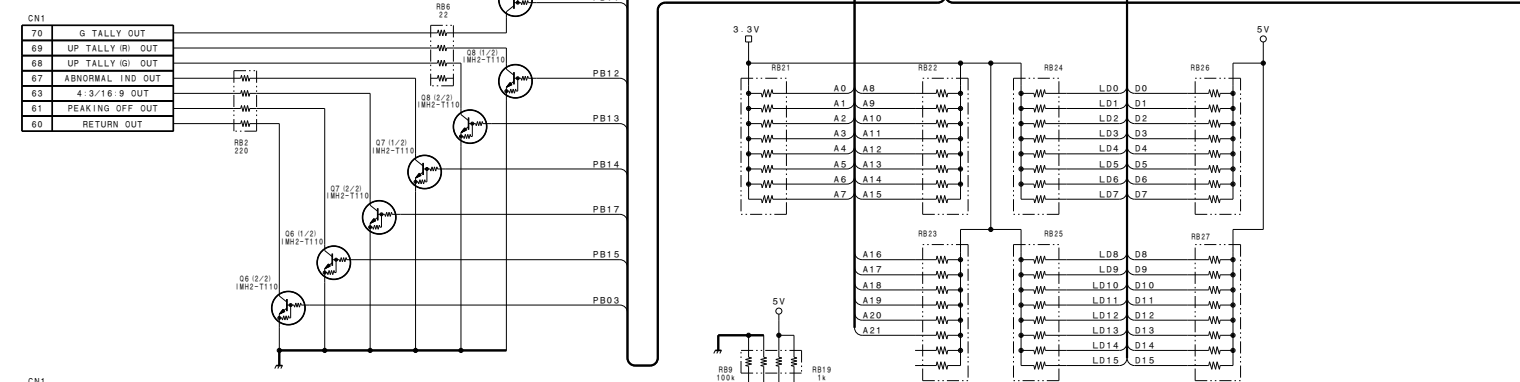 CN1
70 G TALLY OUT
69 UP TALLY (R) OUT
68 UP TALLY (G) OUT
67 ABNORMAL IND OUT
63 4:3/16:9 OUT
61 PEAKING OFF OUT
60 RETURN OUT
RB6
22
RB2
220
Q8 (1/2)
IMH2-T110
PB12
Q8 (2/2)
IMH2-T110
PB13
Q7 (1/2)
IMH2-T110
PB14
Q7 (2/2)
IMH2-T110
PB17
Q6 (1/2)
IMH2-T110
PB15
Q6 (2/2)
IMH2-T110
PB03
3.3V
5V
RB21 RB22 RB24 RB26
A0 A8 LD0 D0
A1 A9 LD1 D1
A2 A10 LD2 D2
A3 A11 LD3 D3
A4 A12 LD4 D4
A5 A13 LD5 D5
A6 A14 LD6 D6
A7 A15 LD7 D7
RB23 RB25 RB27
A16 LD8 D8
A17 LD9 D9
A18 LD10 D10
A19 LD11 D11
A20 LD12 D12
A21 LD13 D13
LD14 D14
LD15 D15
5V
RB9
100k
RB19
1k
CN1